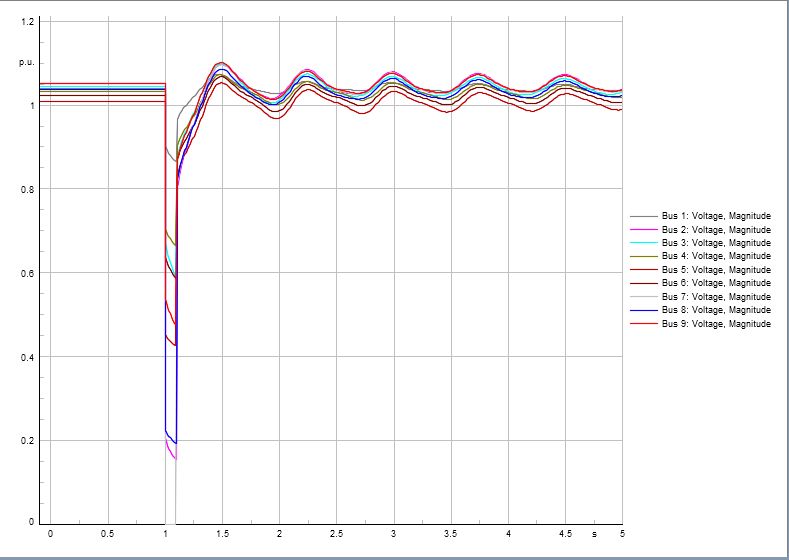 1.2
p.u.
1
0.8
0.6
0.4
0.2
0
0 0.5 1 1.5 2 2.5 3 3.5 4 4.5 s 5
Bus 1: Voltage, Magnitude
Bus 2: Voltage, Magnitude
Bus 3: Voltage, Magnitude
Bus 4: Voltage, Magnitude
Bus 5: Voltage, Magnitude
Bus 6: Voltage, Magnitude
Bus 7: Voltage, Magnitude
Bus 8: Voltage, Magnitude
Bus 9: Voltage, Magnitude